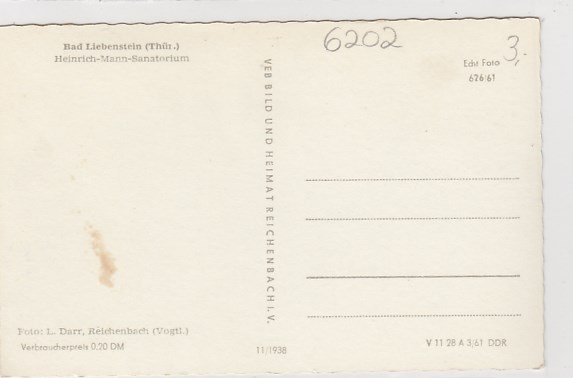 Bad Liebenstein (Thür.)
Heinrich-Mann-Sanatorium
6202
3,-
Echt Foto
626/61
VEB BILD UND HEIMAT REICHENBACH i.V.
Foto: L. Darr, Reichenbach (Vogtl.)
Verbraucherpreis 0.20 DM
11/1938
V 11 28 A 3/61 DDR